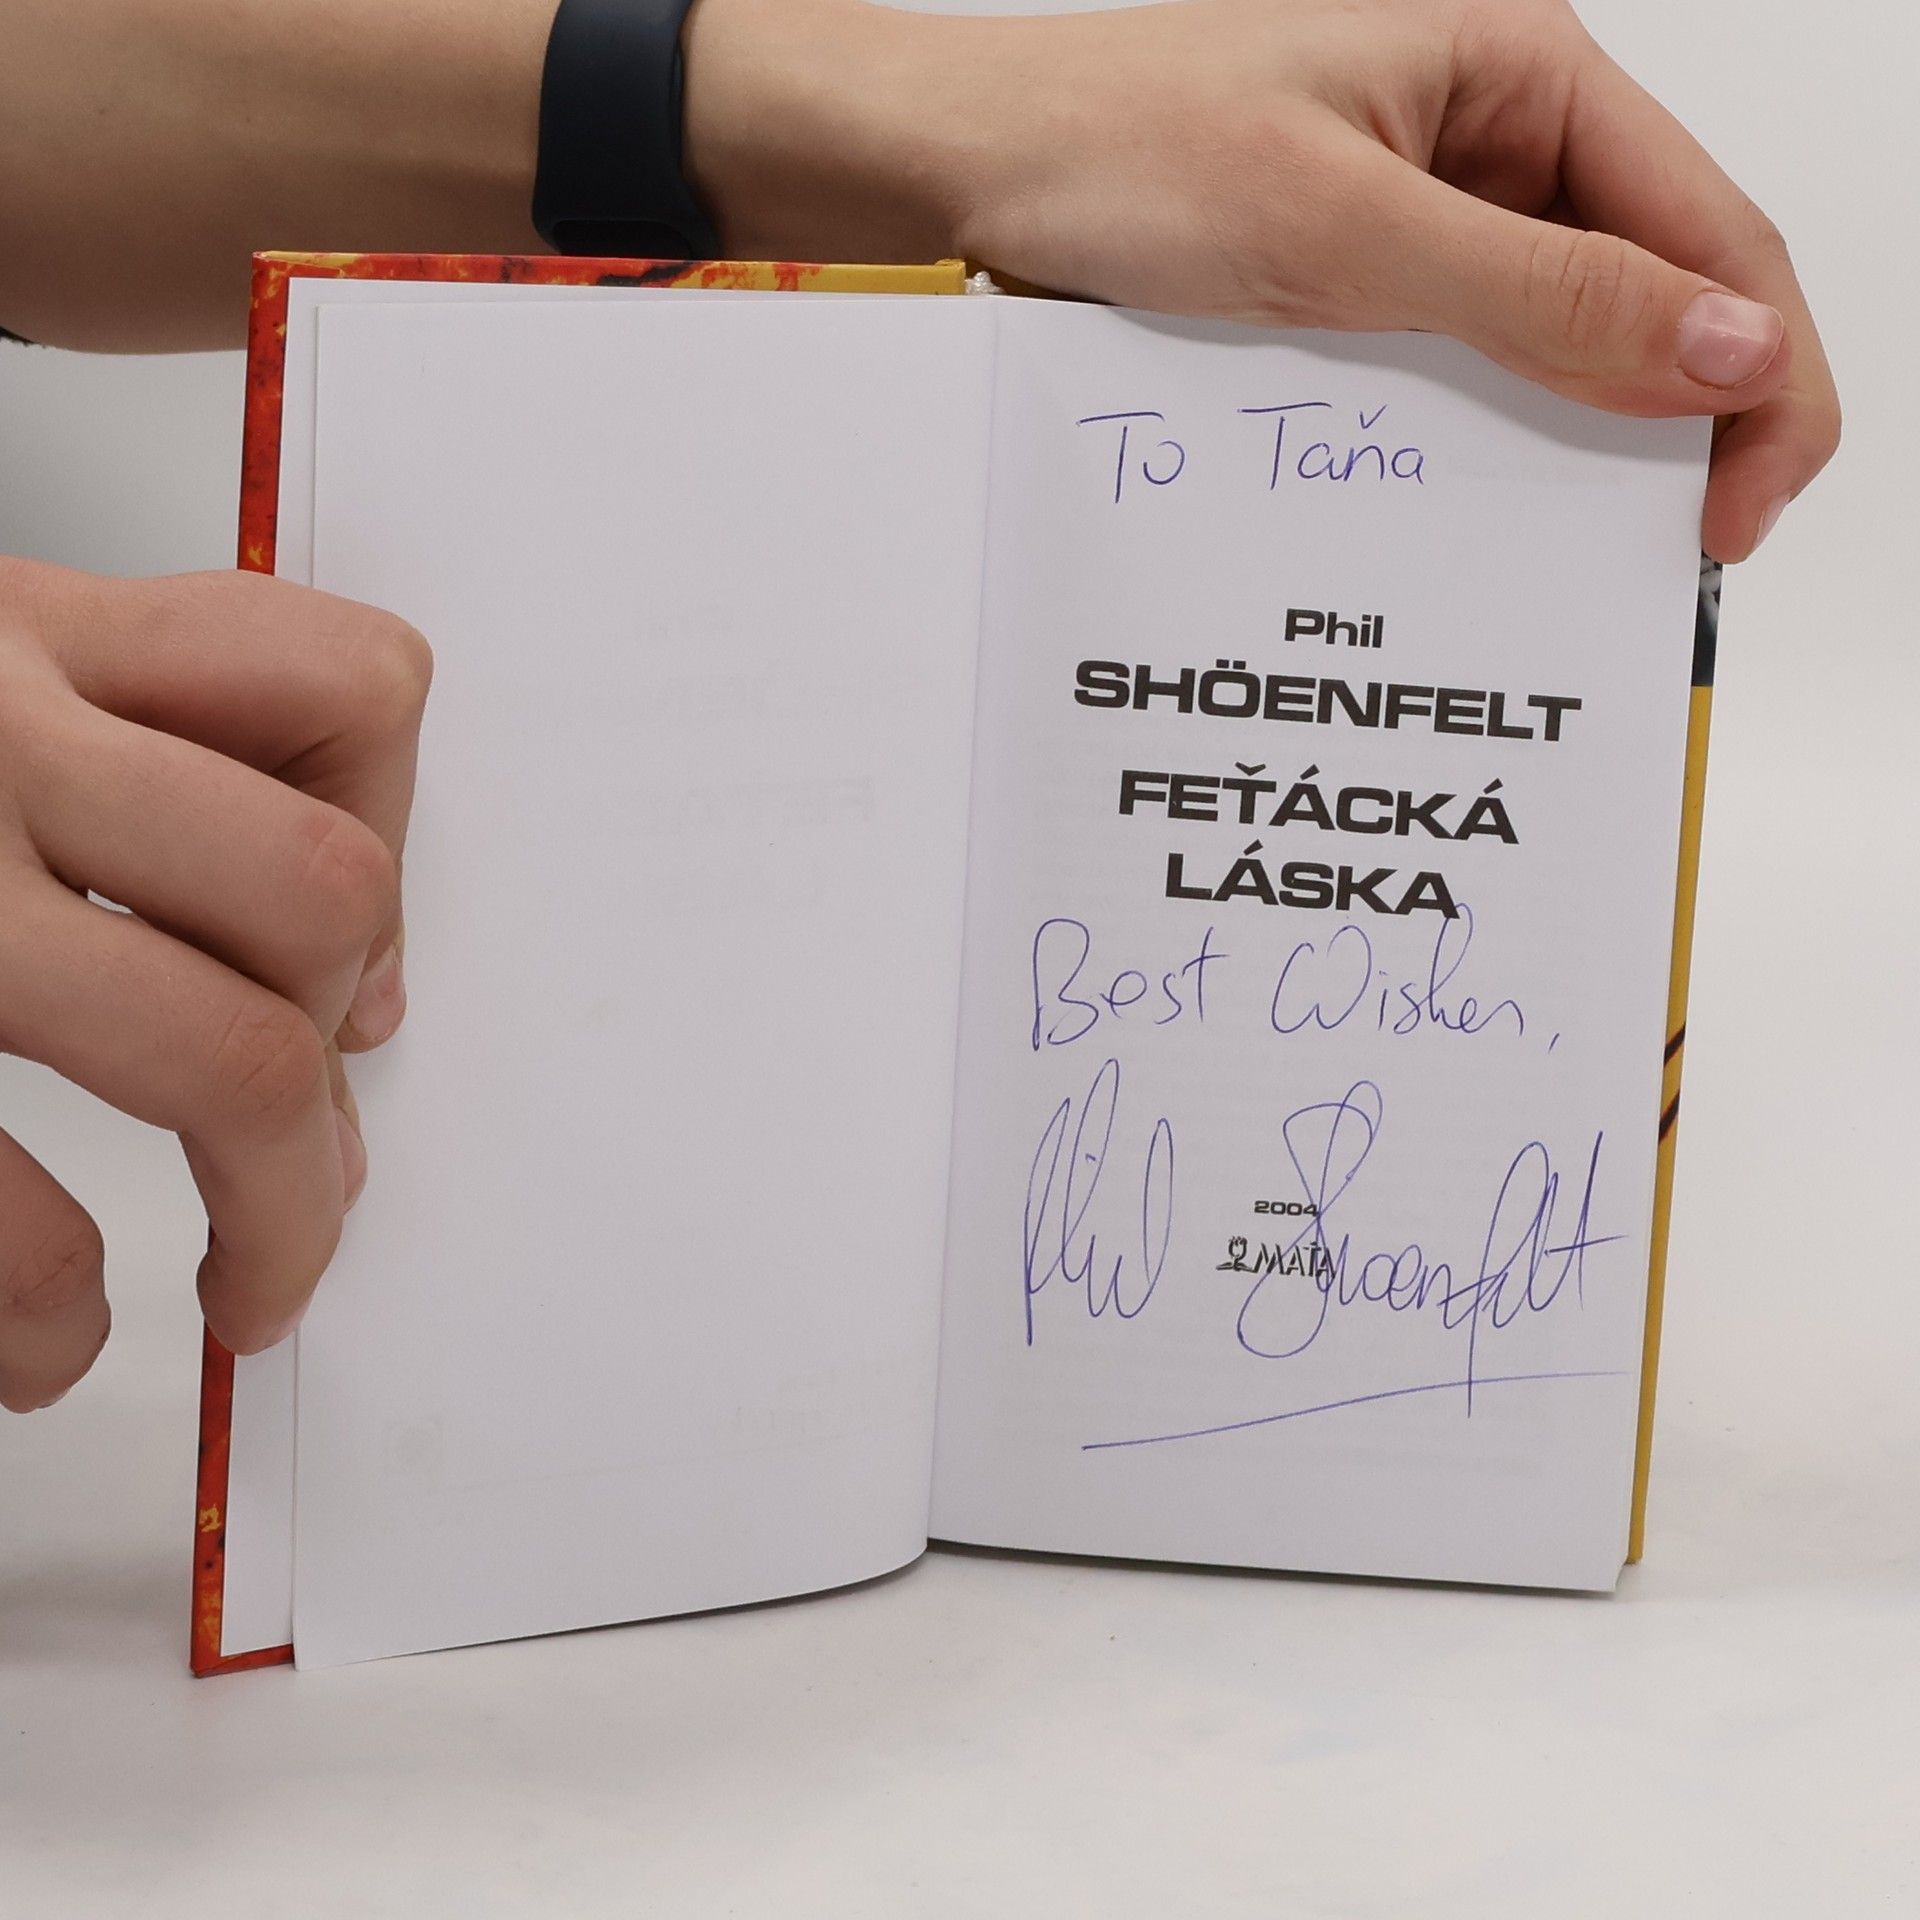 To Taňa
Phil
SHÖENFELT
FEŤÁCKÁ
LÁSKA
Best Wishes,
Phil Shoenfelt
2004
MAŤA